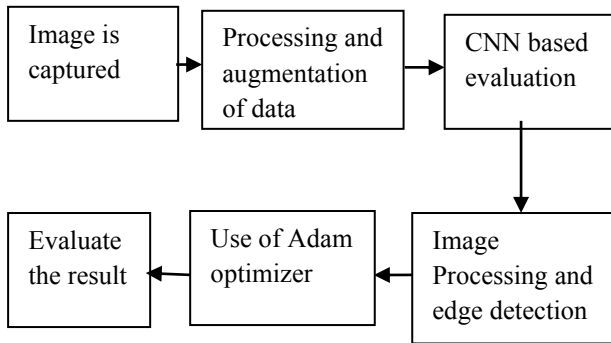 Image is
captured
Processing and
augmentation
of data
CNN based
evaluation
Evaluate
the result
Use of Adam
optimizer
Image
Processing and
edge detection